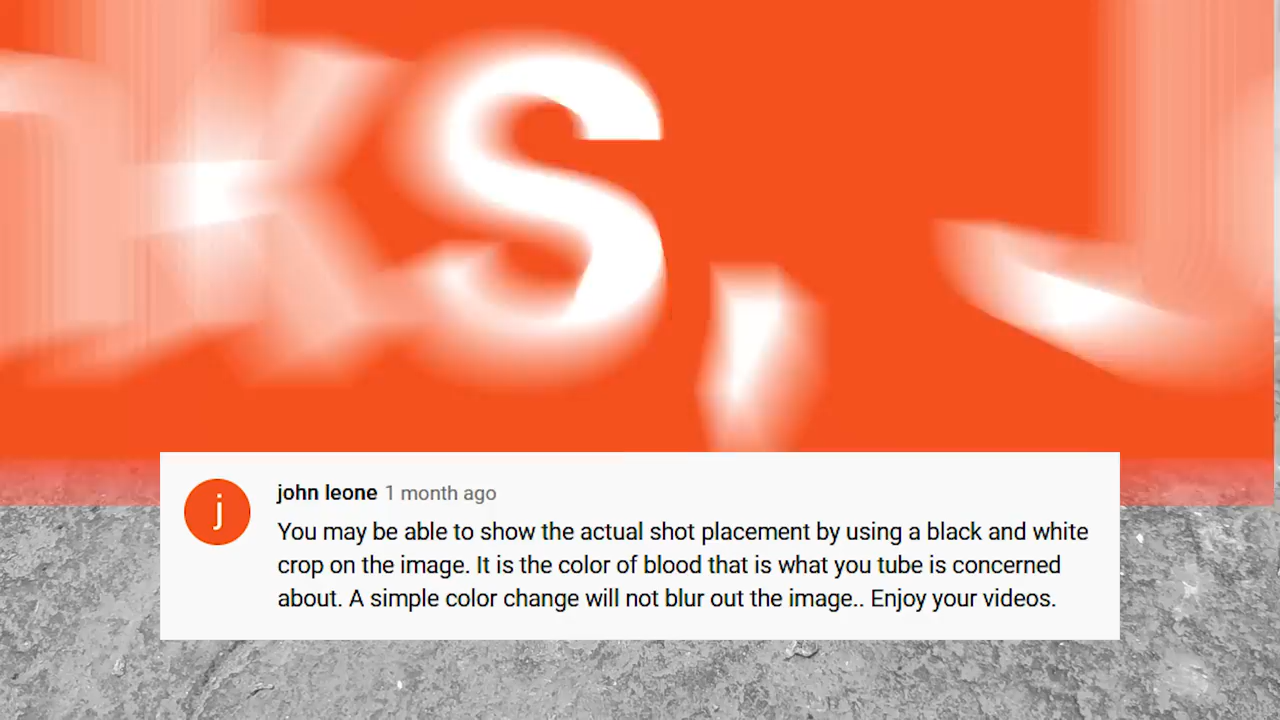 ks, J
j
john leone 1 month ago
You may be able to show the actual shot placement by using a black and white
crop on the image. It is the color of blood that is what you tube is concerned
about. A simple color change will not blur out the image.. Enjoy your videos.